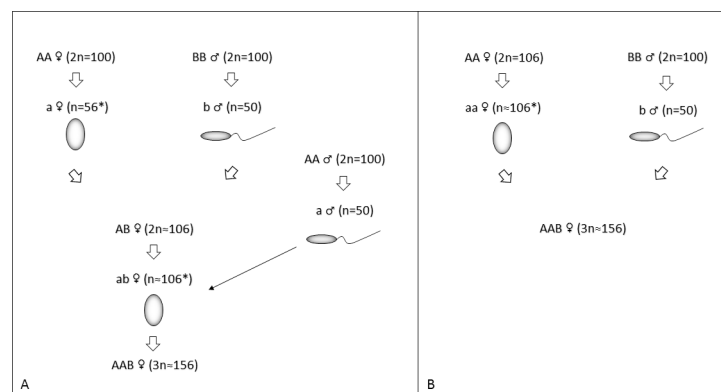 AA ♀ (2n=100)
BB ♂ (2n=100)
a ♀ (n=56*)
b ♂ (n=50)
AA ♂ (2n=100)
a ♂ (n=50)
AB ♀ (2n≈106)
ab ♀ (n≈106*)
AAB ♀ (3n≈156)
A
AA ♀ (2n=106)
BB ♂ (2n=100)
aa ♀ (n≈106*)
b ♂ (n=50)
AAB ♀ (3n≈156)
B